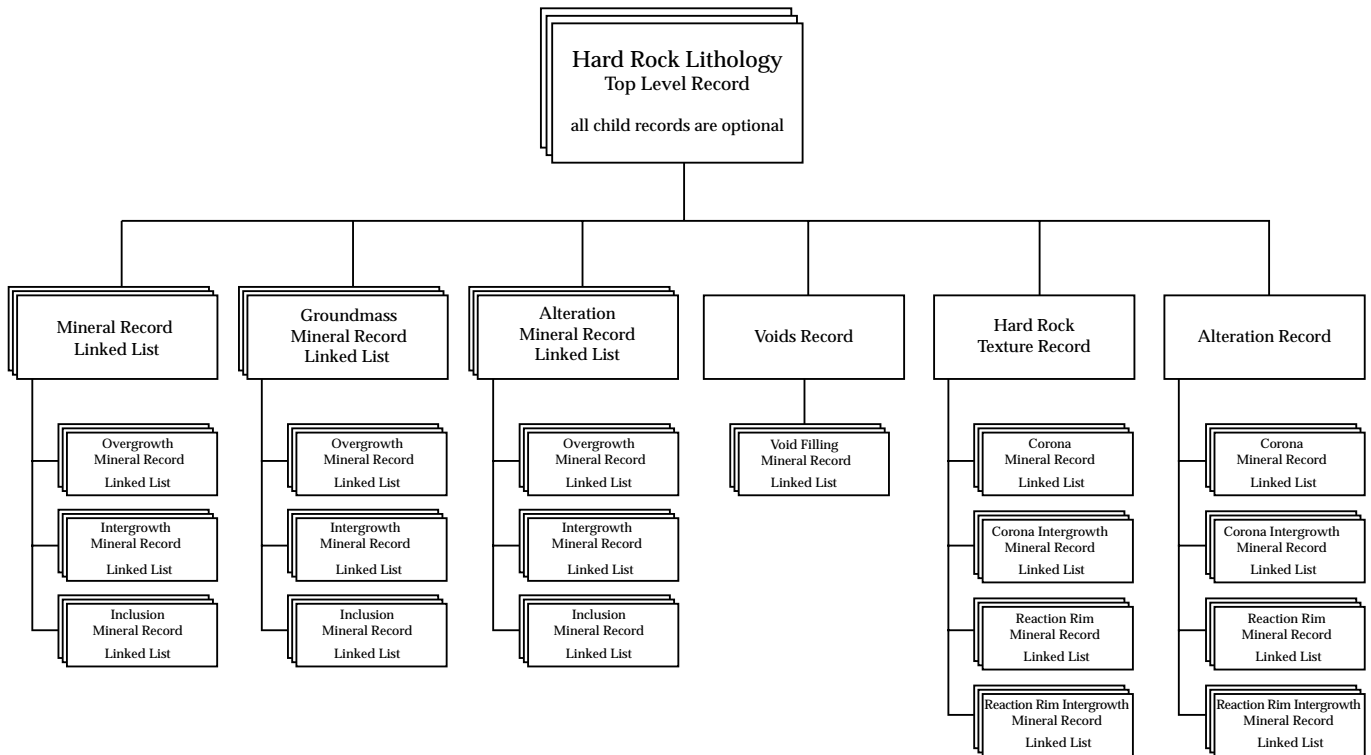 Hard Rock Lithology
Top Level Record
all child records are optional
Mineral Record
Linked List
Groundmass
Mineral Record
Linked List
Alteration
Mineral Record
Linked List
Voids Record
Hard Rock
Texture Record
Alteration Record
Overgrowth
Mineral Record
Linked List
Intergrowth
Mineral Record
Linked List
Inclusion
Mineral Record
Linked List
Overgrowth
Mineral Record
Linked List
Intergrowth
Mineral Record
Linked List
Inclusion
Mineral Record
Linked List
Overgrowth
Mineral Record
Linked List
Intergrowth
Mineral Record
Linked List
Inclusion
Mineral Record
Linked List
Void Filling
Mineral Record
Linked List
Corona
Mineral Record
Linked List
Corona Intergrowth
Mineral Record
Linked List
Reaction Rim
Mineral Record
Linked List
Reaction Rim Intergrowth
Mineral Record
Linked List
Corona
Mineral Record
Linked List
Corona Intergrowth
Mineral Record
Linked List
Reaction Rim
Mineral Record
Linked List
Reaction Rim Intergrowth
Mineral Record
Linked List